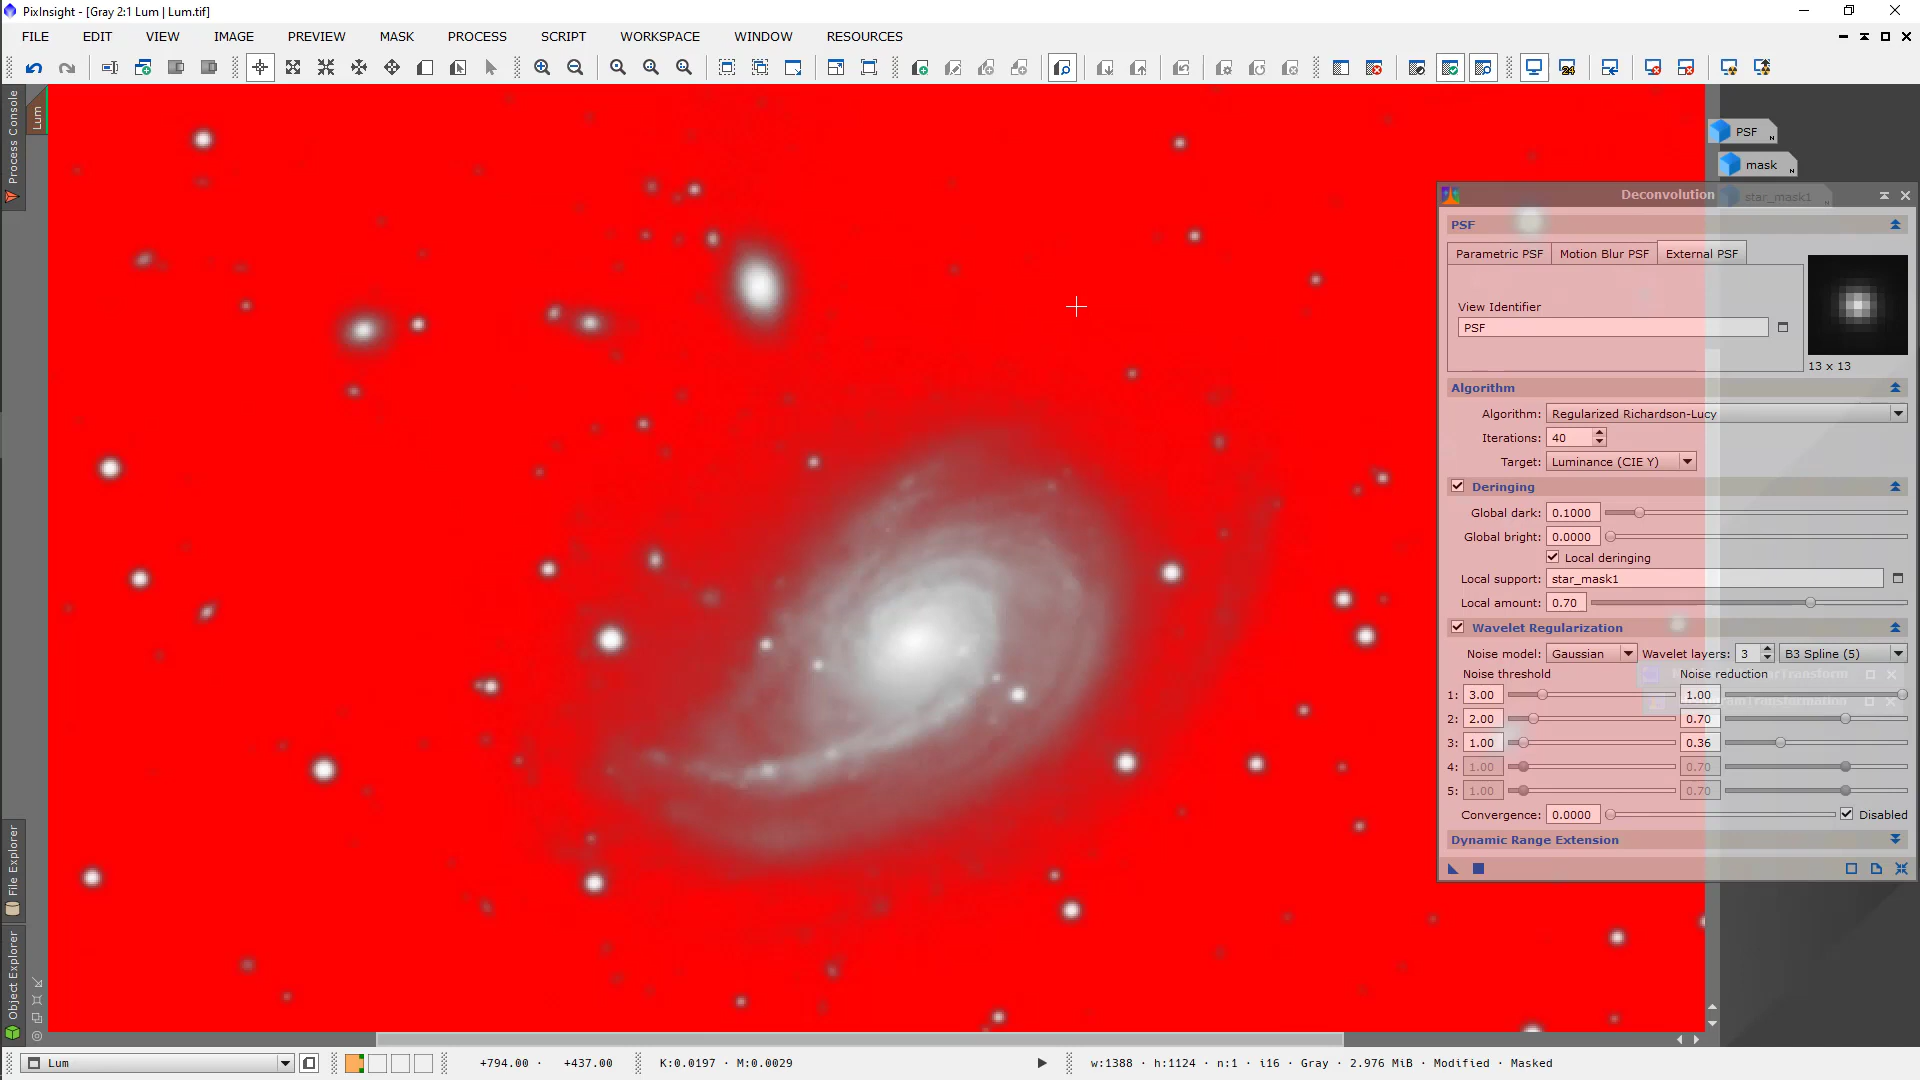 PixInsight - [Gray 2:1 Lum | Lum.tif]
FILE EDIT VIEW IMAGE PREVIEW MASK PROCESS SCRIPT WORKSPACE WINDOW RESOURCES
24
Process Console
Lum
PSF
N
mask
N
star_mask1
Deconvolution
PSF
Parametric PSF Motion Blur PSF External PSF
View Identifier
PSF
13 x 13
Algorithm
Algorithm: Regularized Richardson-Lucy
Iterations: 40
Target: Luminance (CIE Y)
Deringing
Global dark: 0.1000
Global bright: 0.0000
Local deringing
Local support: star_mask1
Local amount: 0.70
Wavelet Regularization
Noise model: Gaussian Wavelet layers: 3 B3 Spline (5)
Noise threshold Noise reduction
1: 3.00 1.00
2: 2.00 0.70
3: 1.00 0.36
4: 1.00 0.70
5: 1.00 0.70
Convergence: 0.0000 Disabled
Dynamic Range Extension
File Explorer
Object Explorer
Lum +794.00 · +437.00 K:0.0197 · M:0.0029 w:1388 · h:1124 · n:1 · i16 · Gray · 2.976 MiB · Modified · Masked